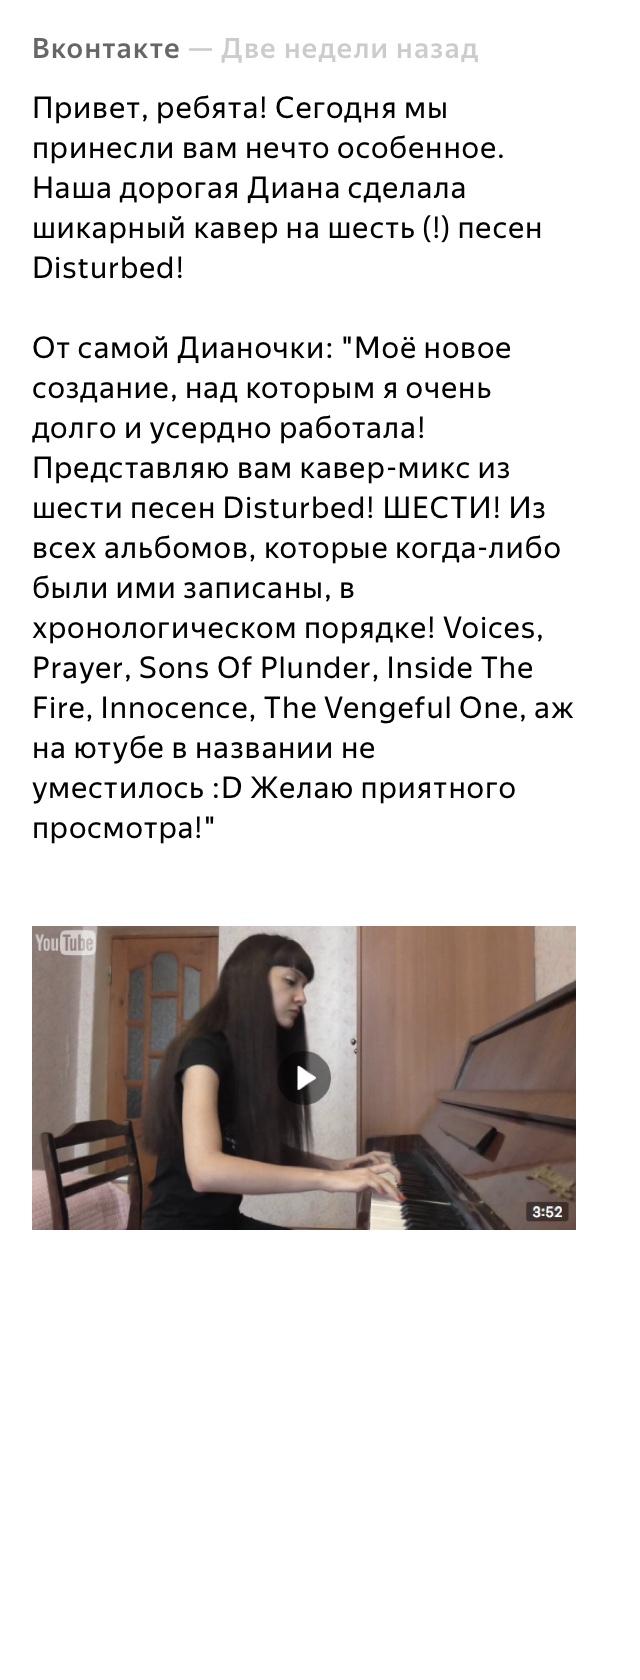 Вконтакте — Две недели назад
Привет, ребята! Сегодня мы
принесли вам нечто особенное.
Наша дорогая Диана сделала
шикарный кавер на шесть (!) песен
Disturbed!
От самой Дианочки: "Моё новое
создание, над которым я очень
долго и усердно работала!
Представляю вам кавер-микс из
шести песен Disturbed! ШЕСТИ! Из
всех альбомов, которые когда-либо
были ими записаны, в
хронологическом порядке! Voices,
Prayer, Sons Of Plunder, Inside The
Fire, Innocence, The Vengeful One, аж
на ютубе в названии не
уместилось :D Желаю приятного
просмотра!"
YouTube
3:52